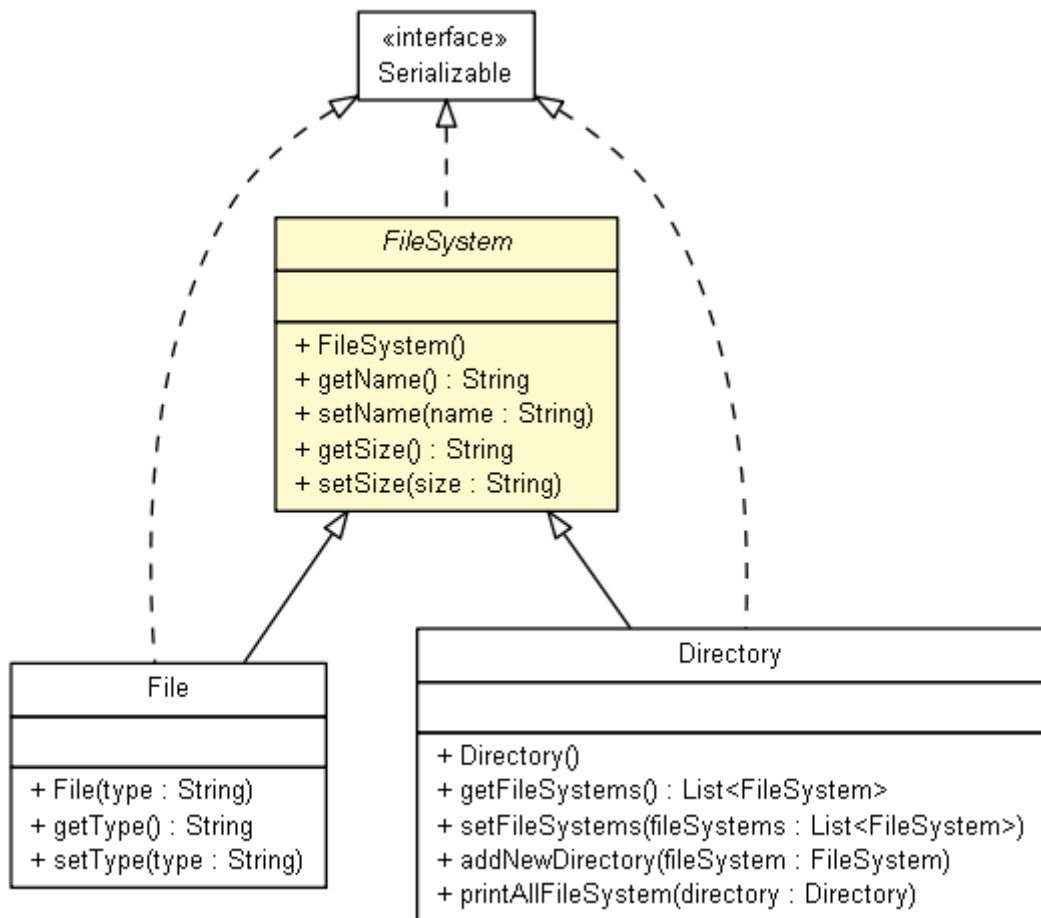 «interface»
Serializable
FileSystem
+ FileSystem()
+ getName() : String
+ setName(name : String)
+ getSize() : String
+ setSize(size : String)
File
+ File(type : String)
+ getType() : String
+ setType(type : String)
Directory
+ Directory()
+ getFileSystems() : List<FileSystem>
+ setFileSystems(fileSystems : List<FileSystem>)
+ addNewDirectory(fileSystem : FileSystem)
+ printAllFileSystem(directory : Directory)